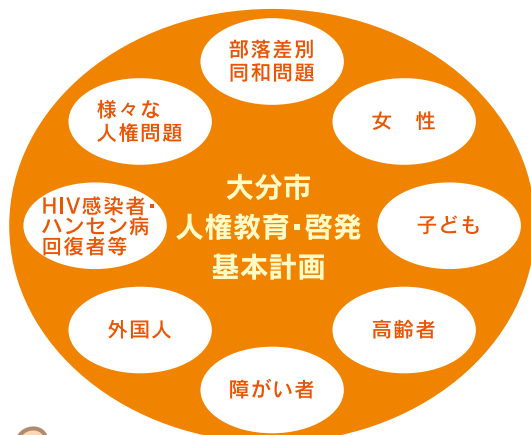 部落差別
同和問題
様々な
人権問題
女　性
大分市
人権教育・啓発
基本計画
HIV感染者・
ハンセン病
回復者等
子ども
外国人
高齢者
障がい者